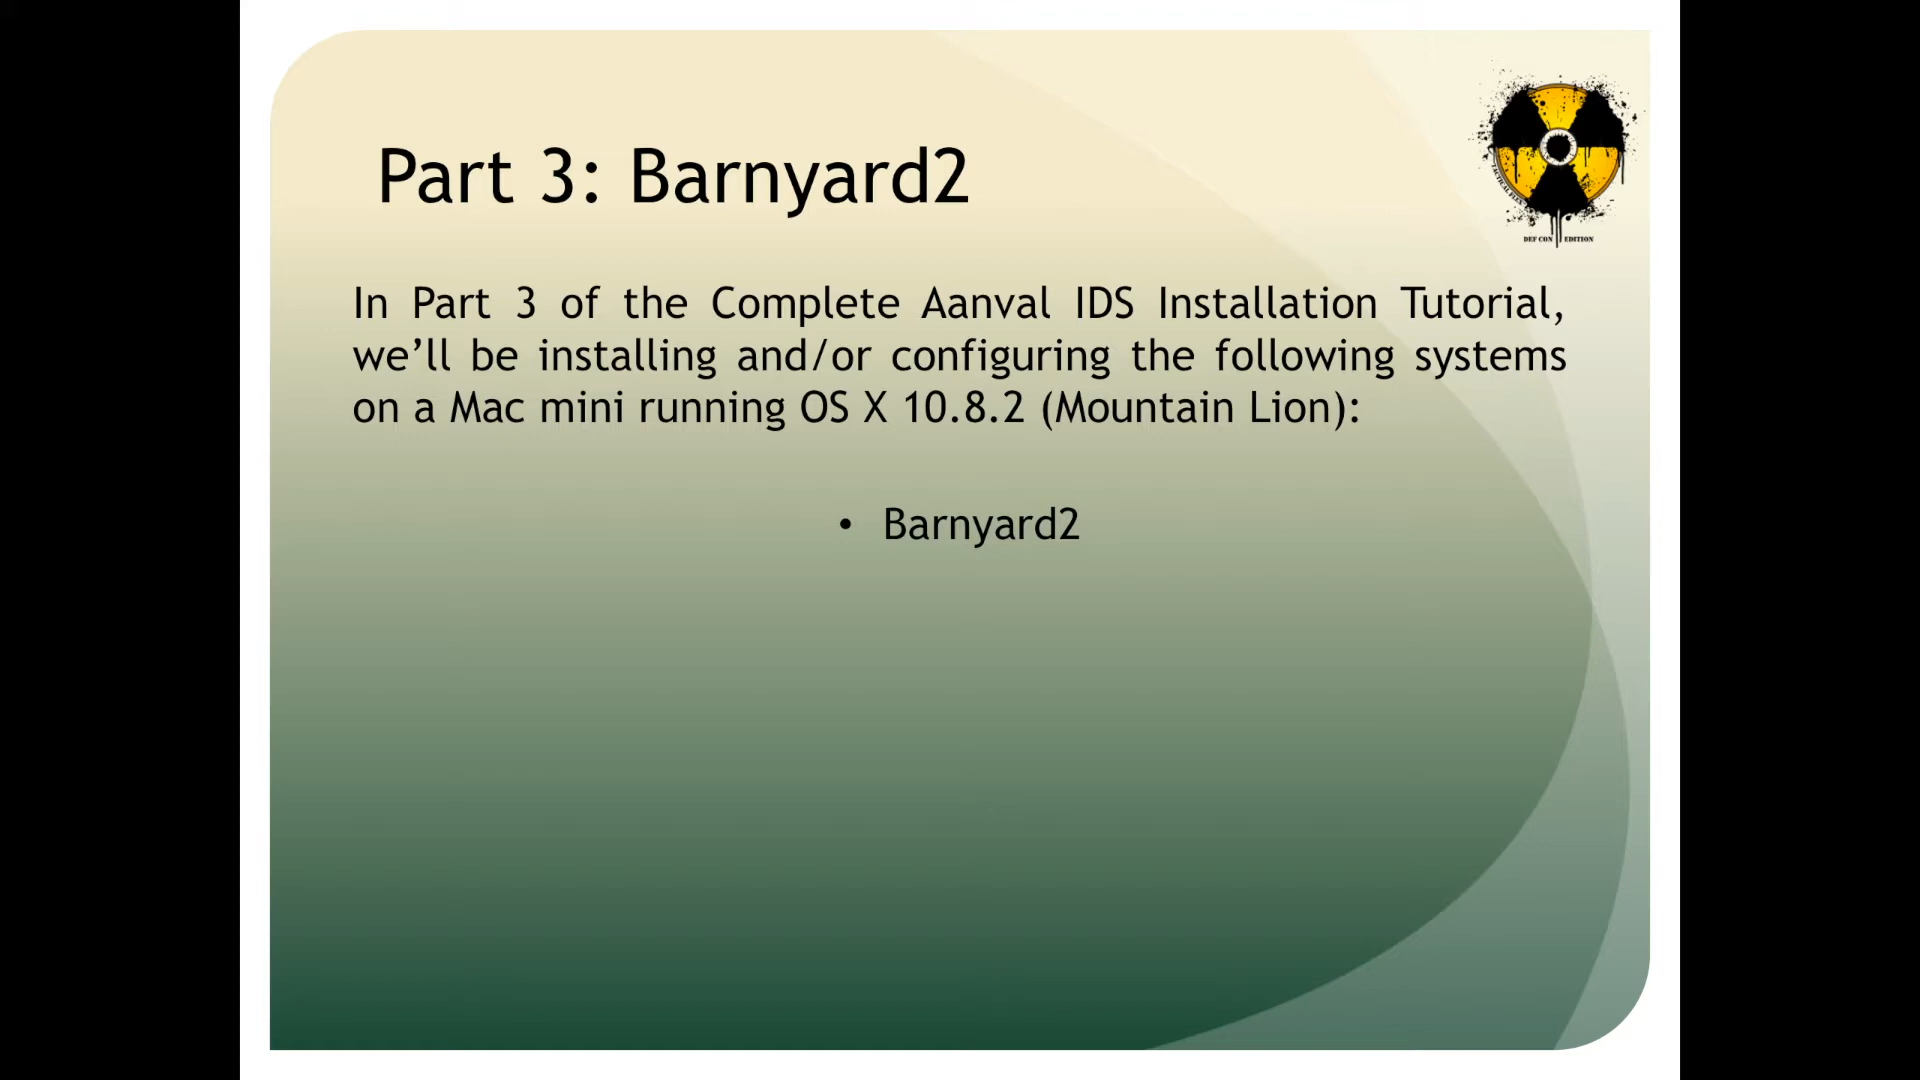 Part 3: Barnyard2
In Part 3 of the Complete Aanval IDS Installation Tutorial,
we’ll be installing and/or configuring the following systems
on a Mac mini running OS X 10.8.2 (Mountain Lion):
• Barnyard2
DEF CON EDITION